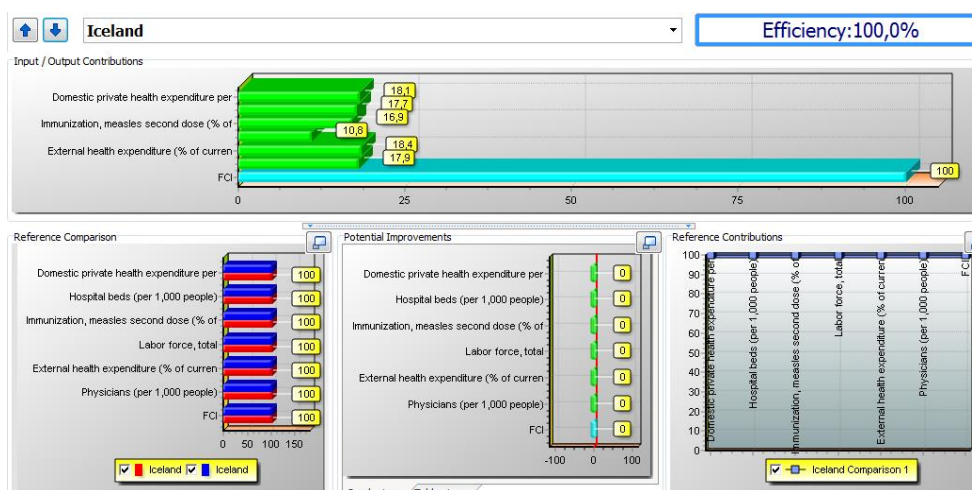 Iceland
Efficiency:100,0%
Input / Output Contributions
Domestic private health expenditure per
Immunization, measles second dose (% of
External health expenditure (% of curren
FCI
18,1
17,7
16,9
10,8
18,4
17,9
100
0 25 50 75 100
Reference Comparison
Domestic private health expenditure per
Hospital beds (per 1,000 people)
Immunization, measles second dose (% of
Labor force, total
External health expenditure (% of curren
Physicians (per 1,000 people)
FCI
100
100
100
100
100
100
100
0 50 100 150
Iceland Iceland
Potential Improvements
Domestic private health expenditure per
Hospital beds (per 1,000 people)
Immunization, measles second dose (% of
Labor force, total
External health expenditure (% of curren
Physicians (per 1,000 people)
FCI
0
0
0
0
0
0
0
-100 0 100
Reference Contributions
100
90
80
70
60
50
40
30
20
10
0
Domestic private health expenditure per
Hospital beds (per 1,000 people)
Immunization, measles second dose (% of
Labor force, total
External health expenditure (% of curren
Physicians (per 1,000 people)
FCI
Iceland Comparison 1